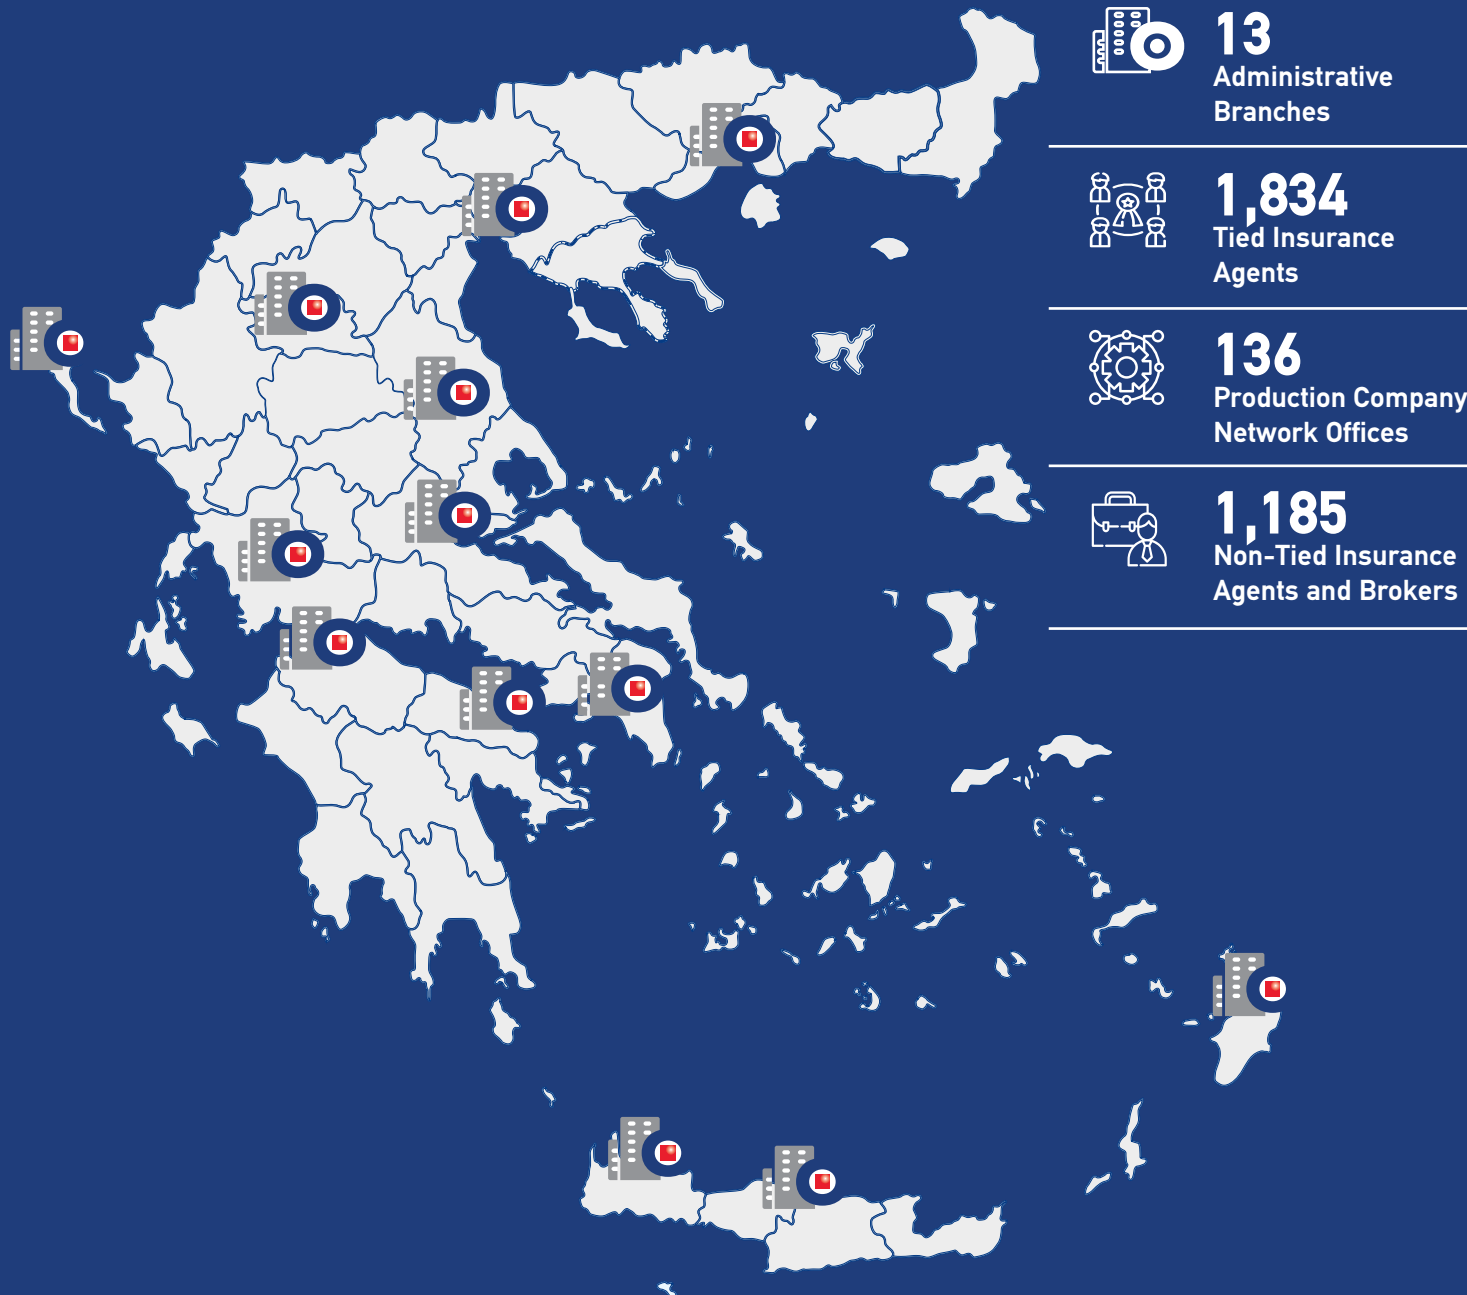 13
Administrative
Branches
1,834
Tied Insurance
Agents
136
Production Company
Network Offices
1,185
Non-Tied Insurance
Agents and Brokers